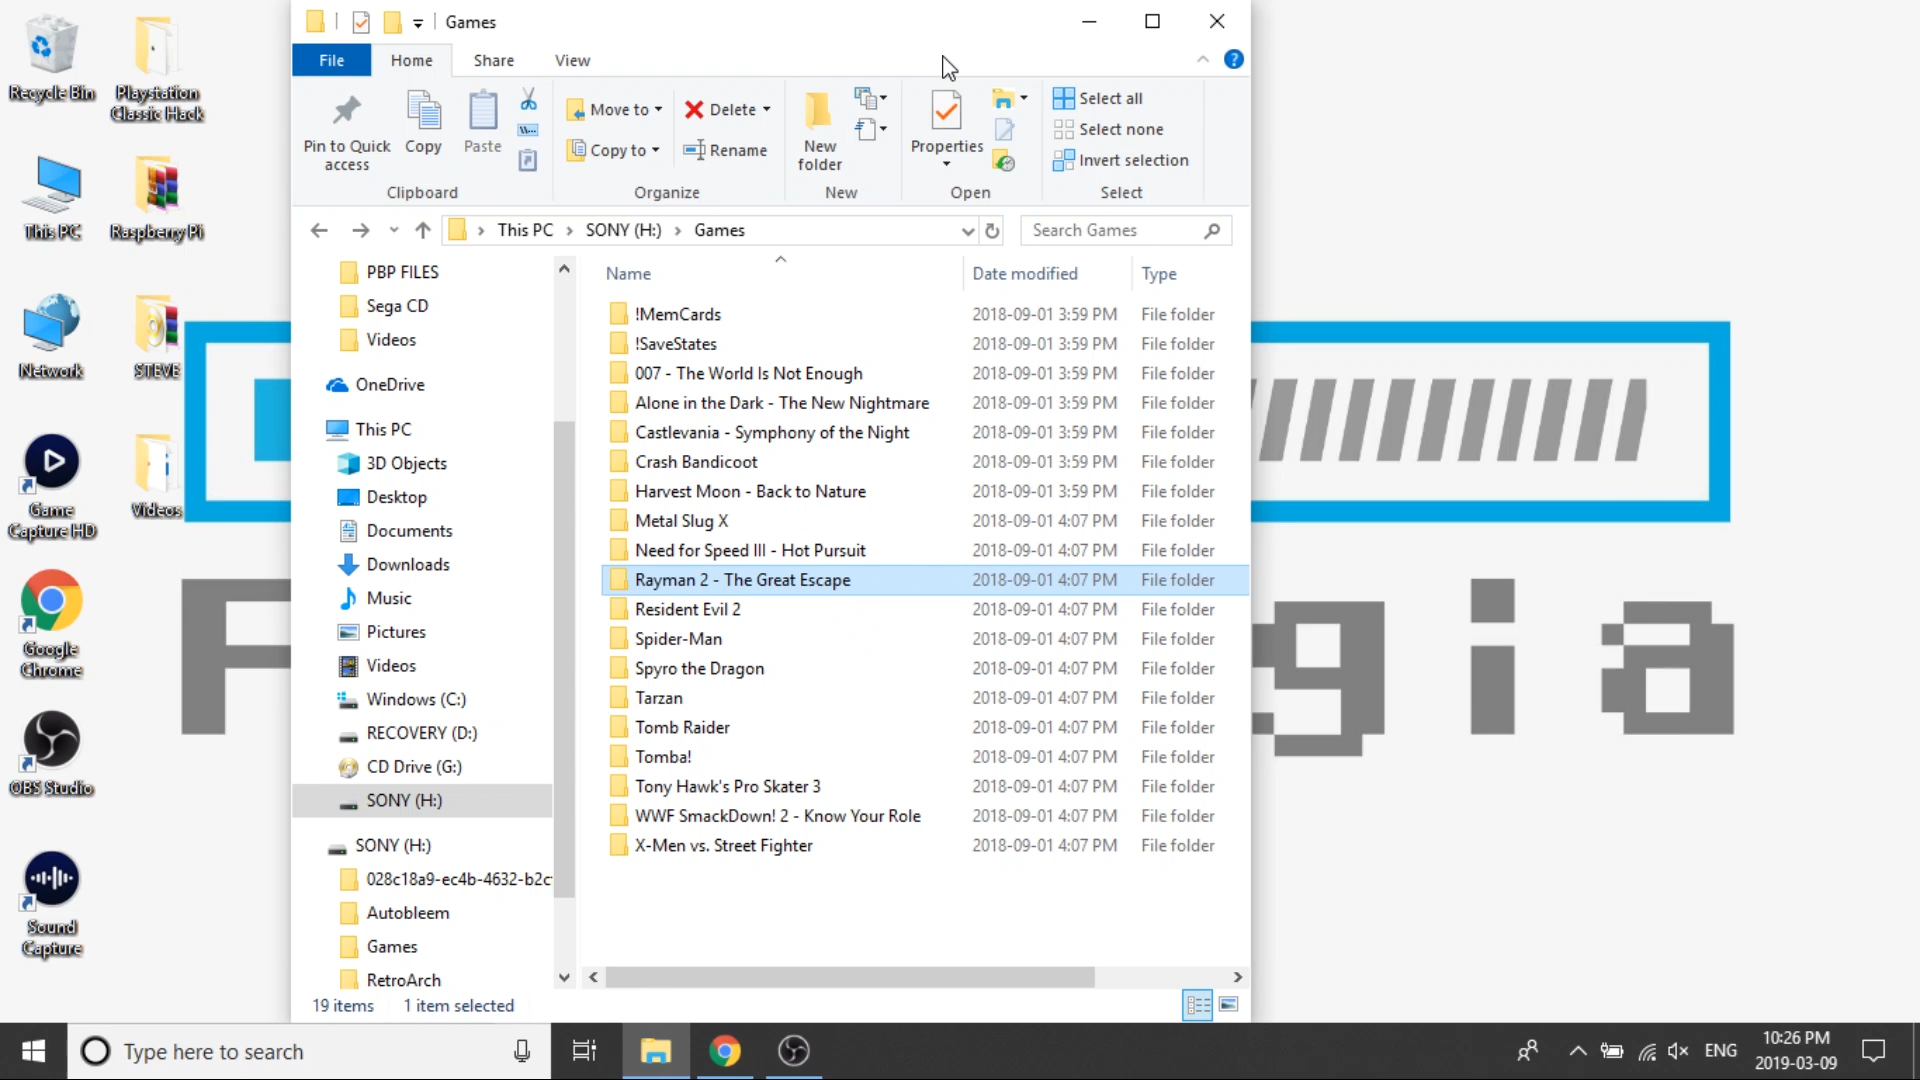 Games
File
Home
Share
View
Pin to Quick
access
Copy
Paste
Move to
Copy to
Delete
Rename
New
folder
Properties
Select all
Select none
Invert selection
Clipboard
Organize
New
Open
Select
This PC
SONY (H:)
Games
Search Games
PBP FILES
Sega CD
Videos
OneDrive
This PC
3D Objects
Desktop
Documents
Downloads
Music
Pictures
Videos
Windows (C:)
RECOVERY (D:)
CD Drive (G:)
SONY (H:)
SONY (H:)
028c18a9-ec4b-4632-b2c
Autobleem
Games
RetroArch
Name Date modified Type
!MemCards 2018-09-01 3:59 PM File folder
!SaveStates 2018-09-01 3:59 PM File folder
007 - The World Is Not Enough 2018-09-01 3:59 PM File folder
Alone in the Dark - The New Nightmare 2018-09-01 3:59 PM File folder
Castlevania - Symphony of the Night 2018-09-01 3:59 PM File folder
Crash Bandicoot 2018-09-01 3:59 PM File folder
Harvest Moon - Back to Nature 2018-09-01 3:59 PM File folder
Metal Slug X 2018-09-01 4:07 PM File folder
Need for Speed III - Hot Pursuit 2018-09-01 4:07 PM File folder
Rayman 2 - The Great Escape 2018-09-01 4:07 PM File folder
Resident Evil 2 2018-09-01 4:07 PM File folder
Spider-Man 2018-09-01 4:07 PM File folder
Spyro the Dragon 2018-09-01 4:07 PM File folder
Tarzan 2018-09-01 4:07 PM File folder
Tomb Raider 2018-09-01 4:07 PM File folder
Tomba! 2018-09-01 4:07 PM File folder
Tony Hawk's Pro Skater 3 2018-09-01 4:07 PM File folder
WWF SmackDown! 2 - Know Your Role 2018-09-01 4:07 PM File folder
X-Men vs. Street Fighter 2018-09-01 4:07 PM File folder
19 items 1 item selected
Recycle Bin
Playstation
Classic Hack
This PC
Raspberry Pi
Network
STEVE
Game
Capture HD
Videos
Google
Chrome
OBS Studio
Sound
Capture
gia
Type here to search
ENG
10:26 PM
2019-03-09